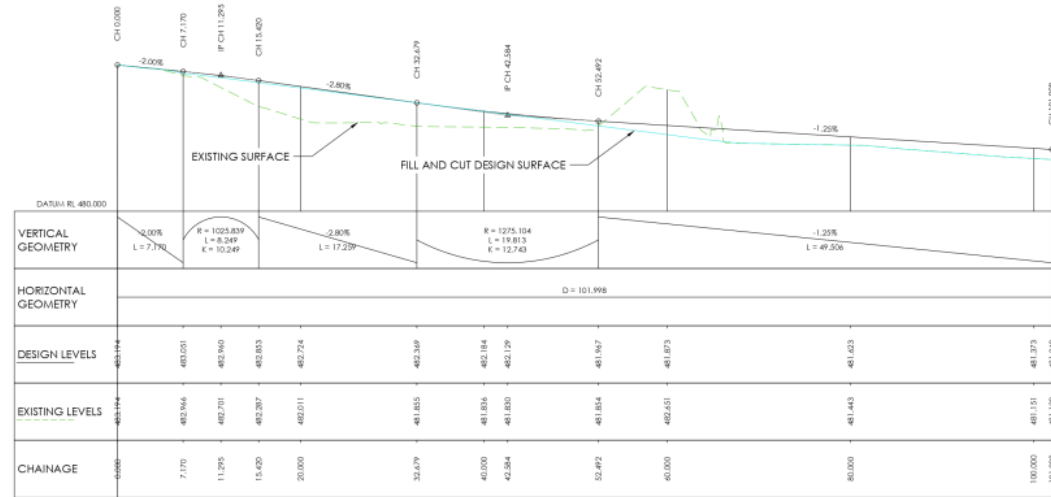 CH 0.000
CH 7.170
IP CH 11.295
CH 15.420
CH 32.679
IP CH 42.584
CH 52.492
-2.00%
-2.80%
-1.25%
EXISTING SURFACE
FILL AND CUT DESIGN SURFACE
DATUM RL 480.000
VERTICAL
GEOMETRY
-2.00%
L = 7.170
R = 1025.839
L = 8.249
K = 10.249
-2.80%
L = 17.259
R = 1275.104
L = 19.813
K = 12.743
-1.25%
L = 49.506
HORIZONTAL
GEOMETRY
D = 101.998
DESIGN LEVELS
483.194
483.051
482.960
482.853
482.724
482.369
482.184
482.129
481.967
481.873
481.623
481.373
EXISTING LEVELS
483.194
482.966
482.701
482.287
482.011
481.855
481.836
481.830
481.854
482.651
481.443
481.151
CHAINAGE
0.000
7.170
11.295
15.420
20.000
32.679
40.000
42.584
52.492
60.000
80.000
100.000